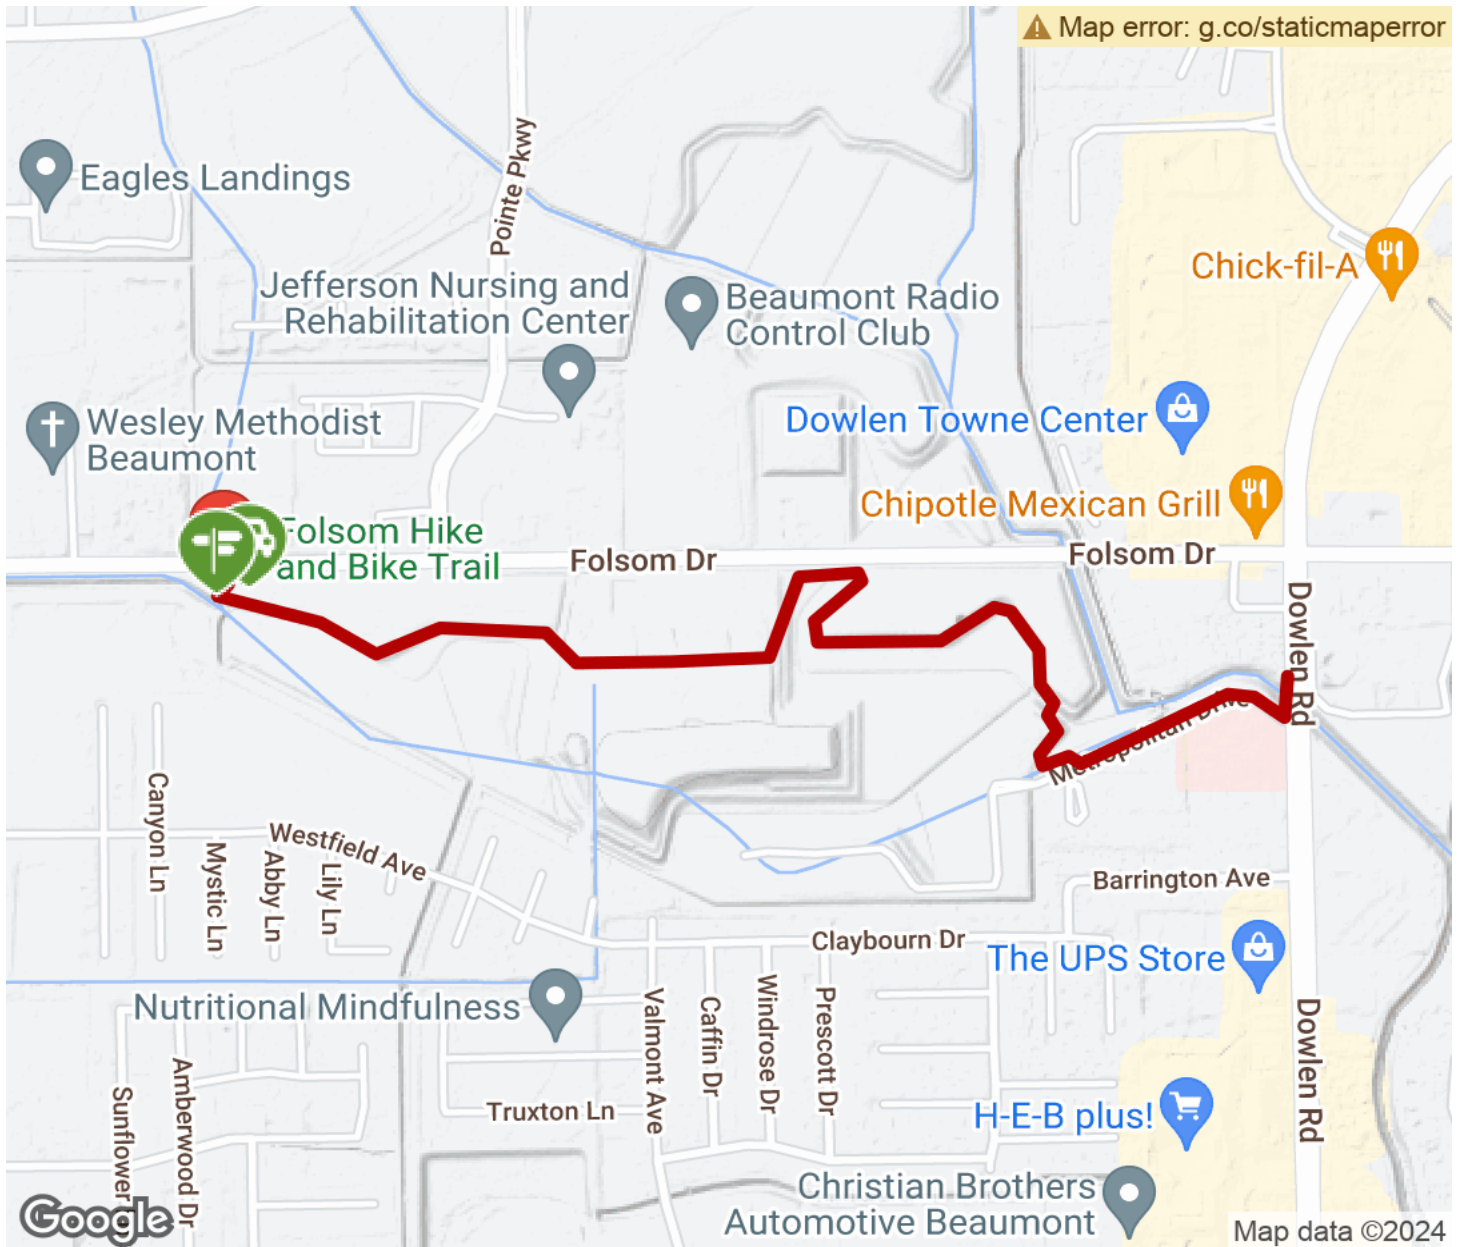 Map error: g.co/staticmaperror
Pointe Pkwy
Eagles Landings
Chick-fil-A
Jefferson Nursing and
Rehabilitation Center
Beaumont Radio
Control Club
Wesley Methodist
Beaumont
Dowlen Towne Center
Chipotle Mexican Grill
Folsom Hike
and Bike Trail
Folsom Dr
Folsom Dr
Dowlen Rd
Metropolitan Drive
Canyon Ln
Westfield Ave
Mystic Ln
Abby Ln
Lily Ln
Barrington Ave
Claybourn Dr
The UPS Store
Nutritional Mindfulness
Valmont Ave
Caffin Dr
Windrose Dr
Prescott Dr
Dowlen Rd
Sunflower
Amberwood Dr
Truxton Ln
H-E-B plus!
Christian Brothers
Automotive Beaumont
Google
Map data ©2024